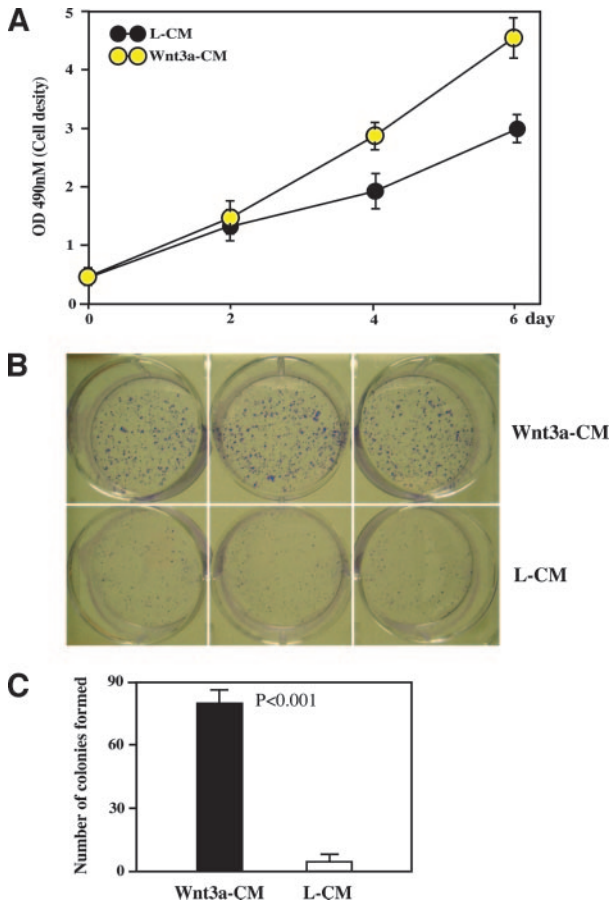 A
L-CM
Wnt3a-CM
OD 490nM (Cell desity)
5
4
3
2
1
0
0 2 4 6 day
B
Wnt3a-CM
L-CM
C
Number of colonies formed
90
60
30
0
P<0.001
Wnt3a-CM L-CM